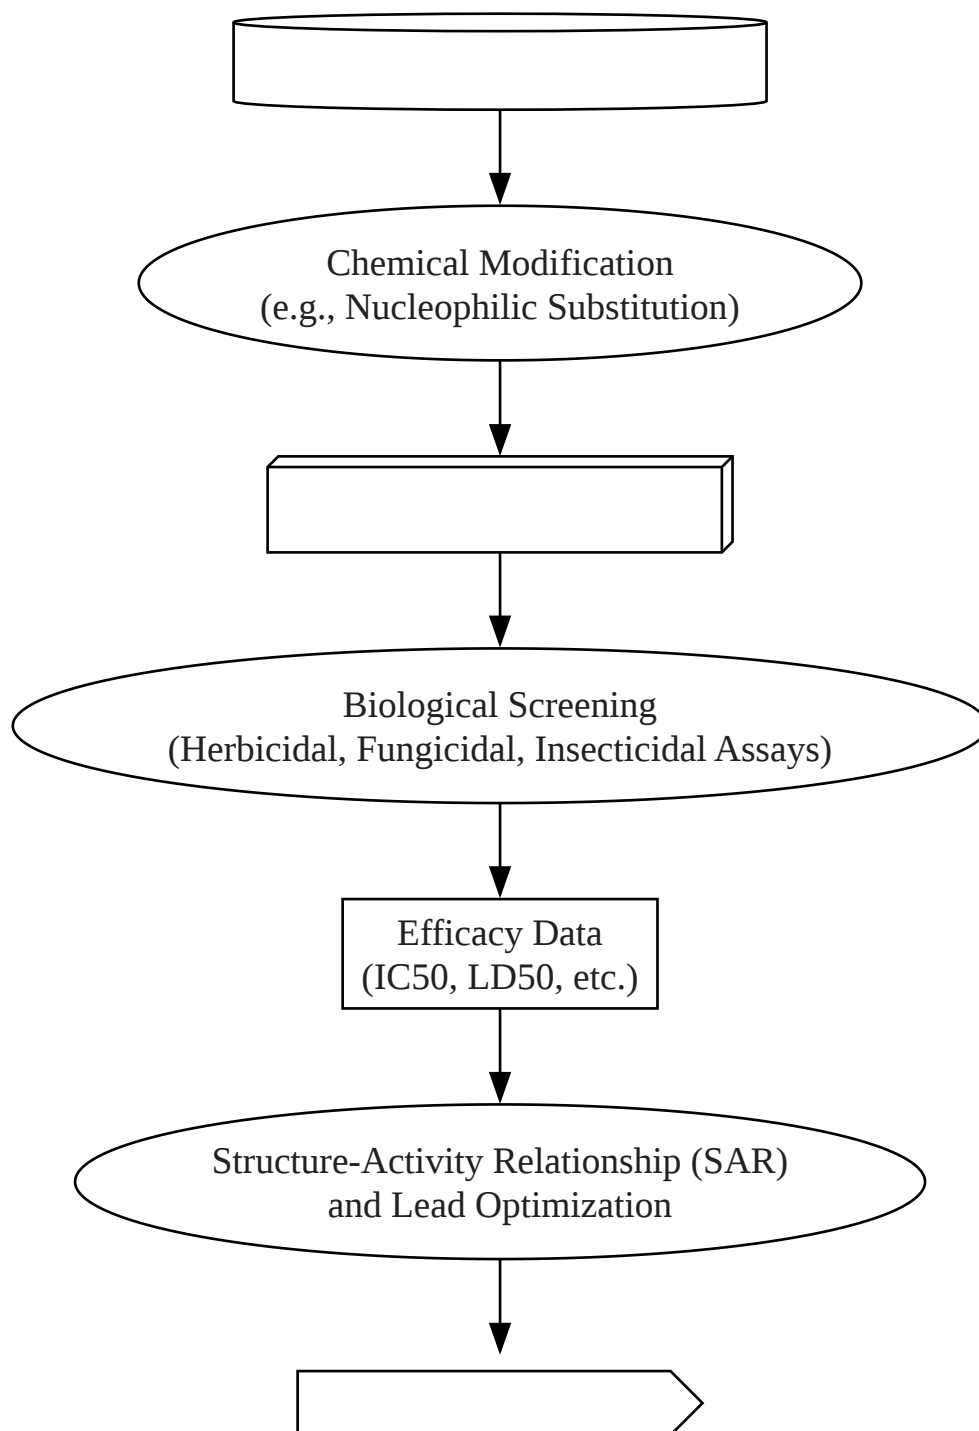 Chemical Modification
(e.g., Nucleophilic Substitution)
Biological Screening
(Herbicidal, Fungicidal, Insecticidal Assays)
Efficacy Data
(IC50, LD50, etc.)
Structure-Activity Relationship (SAR)
and Lead Optimization